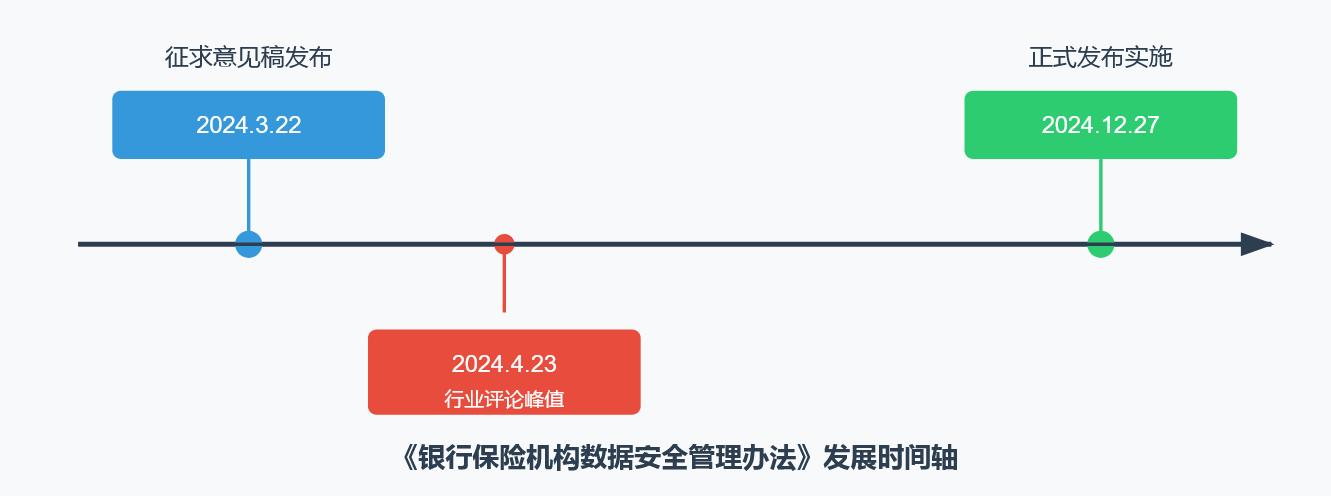 征求意见稿发布
正式发布实施
2024.3.22
2024.12.27
2024.4.23
行业评论峰值
《银行保险机构数据安全管理办法》发展时间轴